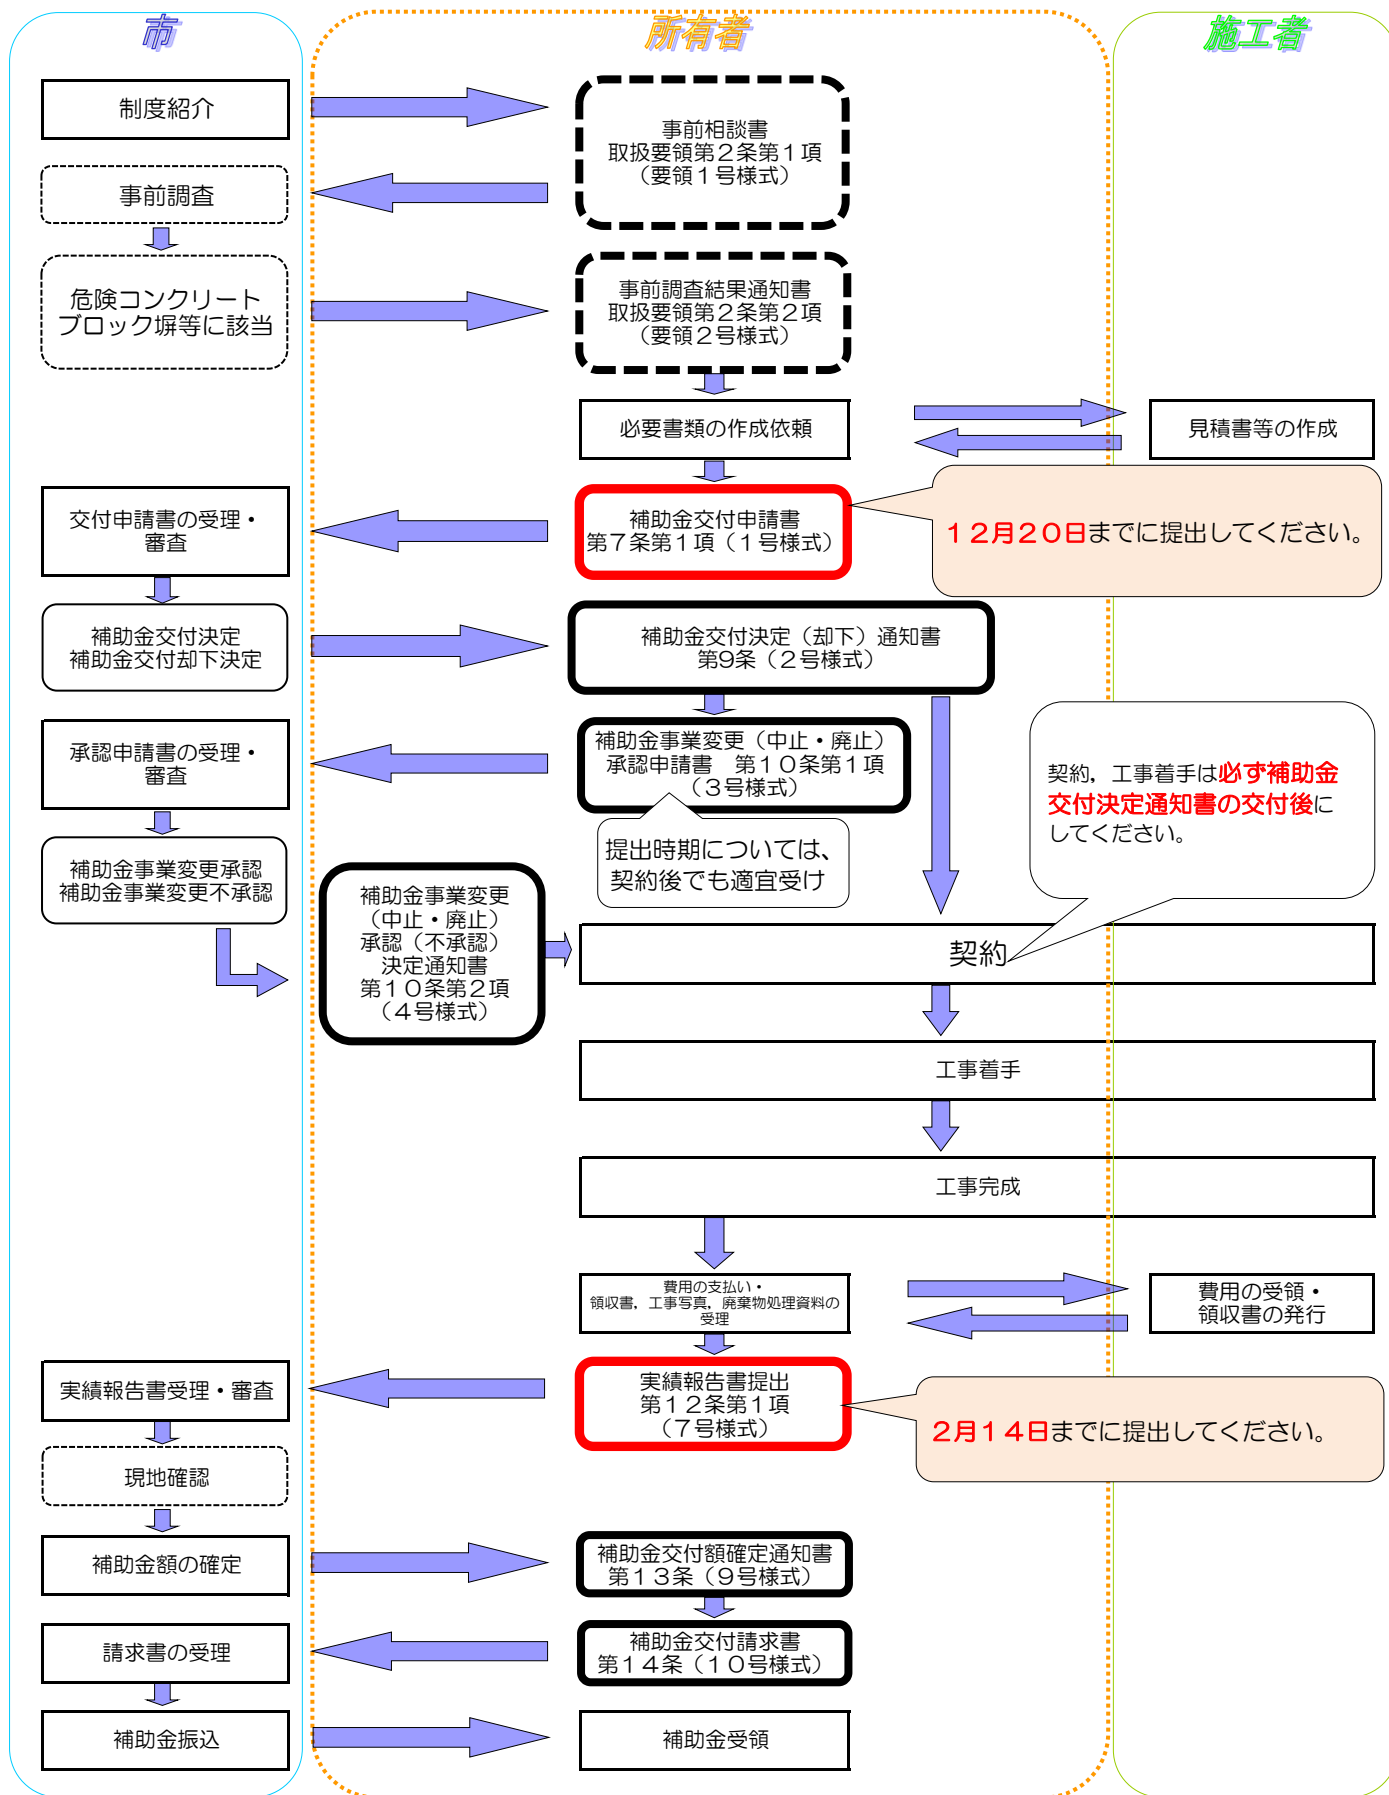 市
所有者
施工者
制度紹介
事前相談書
取扱要領第２条第１項
（要領１号様式）
事前調査
危険コンクリート
ブロック塀等に該当
事前調査結果通知書
取扱要領第２条第２項
（要領２号様式）
必要書類の作成依頼
見積書等の作成
交付申請書の受理・
審査
補助金交付申請書
第７条第１項（１号様式）
１２月２０日までに提出してください。
補助金交付決定
補助金交付却下決定
補助金交付決定（却下）通知書
第９条（２号様式）
承認申請書の受理・
審査
補助金事業変更（中止・廃止）
承認申請書　第１０条第１項
（３号様式）
契約，工事着手は必ず補助金
交付決定通知書の交付後に
してください。
提出時期については、
契約後でも適宜受け
補助金事業変更承認
補助金事業変更不承認
補助金事業変更
（中止・廃止）
承認（不承認）
決定通知書
第１０条第２項
（４号様式）
契約
工事着手
工事完成
費用の支払い・
領収書，工事写真，廃棄物処理資料の
受理
費用の受領・
領収書の発行
実績報告書受理・審査
実績報告書提出
第１２条第１項
（７号様式）
２月１４日までに提出してください。
現地確認
補助金額の確定
補助金交付額確定通知書
第１３条（９号様式）
請求書の受理
補助金交付請求書
第１４条（１０号様式）
補助金振込
補助金受領